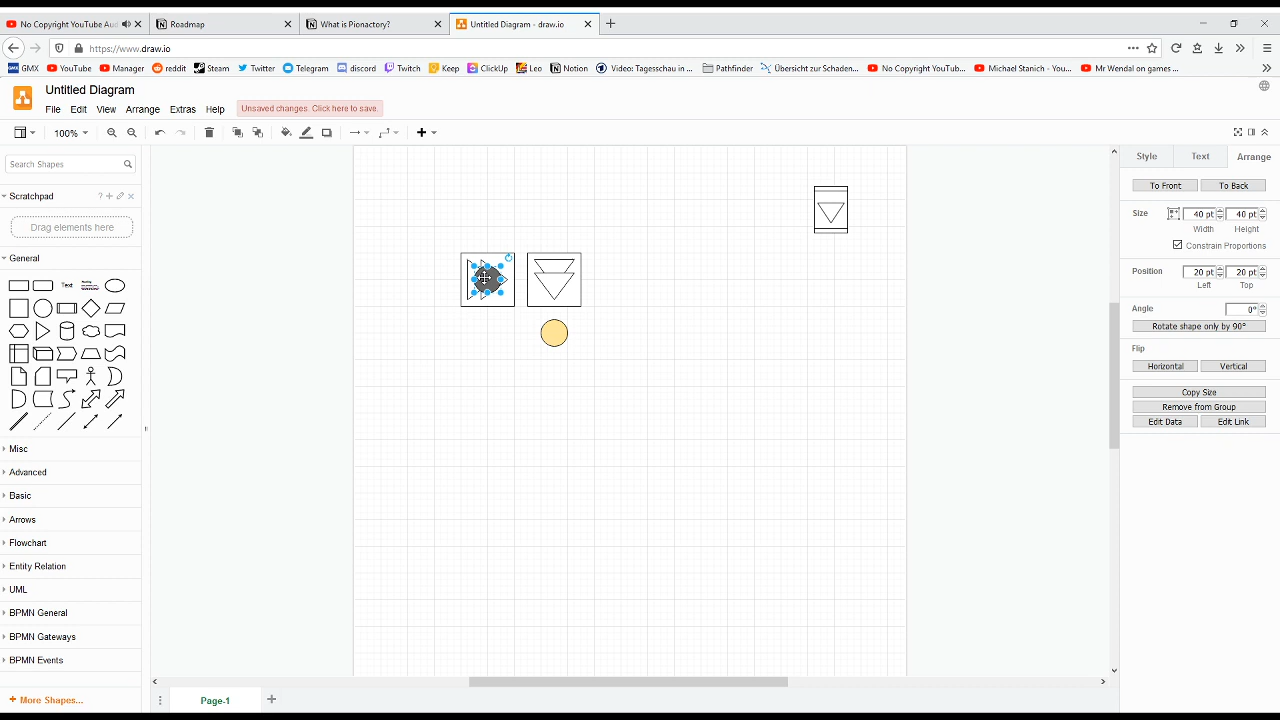 No Copyright YouTube Aud
Roadmap
What is Pionactory?
Untitled Diagram - draw.io
https://www.draw.io
GMX
YouTube
Manager
reddit
Steam
Twitter
Telegram
discord
Twitch
Keep
ClickUp
Notion
Video: Tagesschau in ...
Pathfinder
Übersicht zur Schaden...
No Copyright YouTub...
Michael Stanich - You...
Mr Wendal on games...
Untitled Diagram
File Edit View Arrange Extras Help
Unsaved changes. Click here to save.
100%
Search Shapes
Scratchpad
Drag elements here
General
Text
Misc
Advanced
Basic
Arrows
Flowchart
Entity Relation
UML
BPMN General
BPMN Gateways
BPMN Events
+ More Shapes...
Page-1
Style Text Arrange
To Front To Back
Size 40 pt 40 pt
Width Height
Constrain Proportions
Position 20 pt 20 pt
Left Top
Angle 0°
Rotate shape only by 90°
Flip
Horizontal Vertical
Copy Size
Remove from Group
Edit Data Edit Link